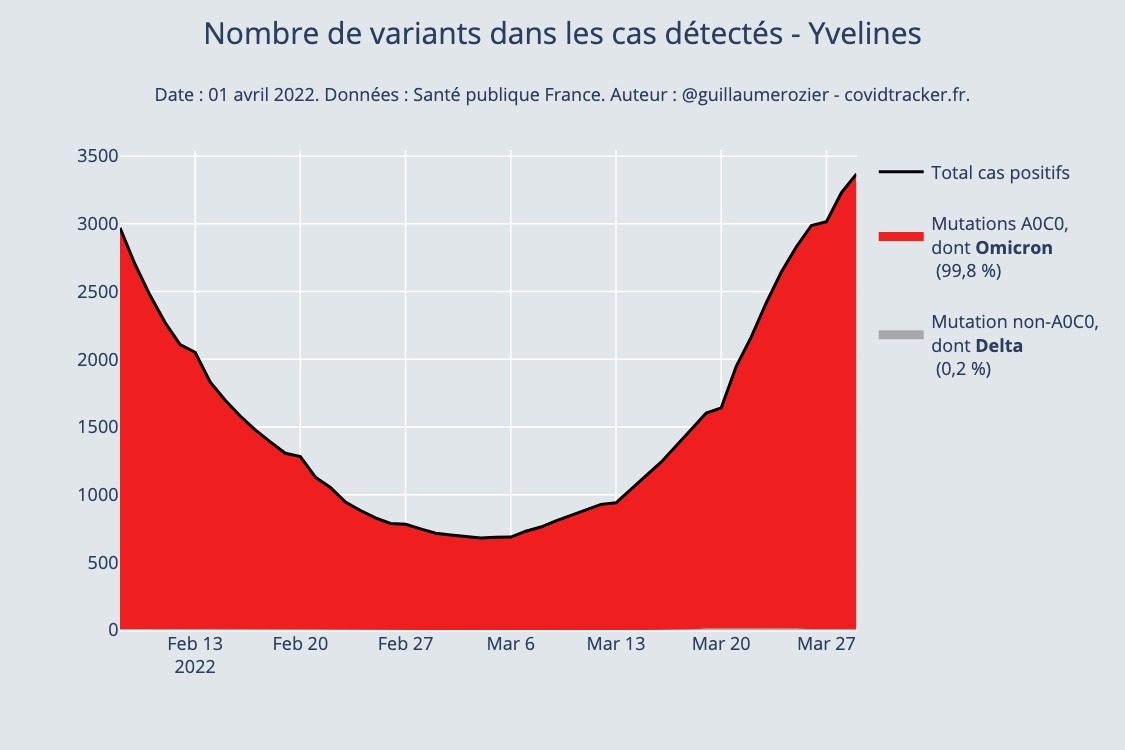 Nombre de variants dans les cas détectés - Yvelines
Date : 01 avril 2022. Données : Santé publique France. Auteur : @guillaumerozier - covidtracker.fr.
3500
3000
2500
2000
1500
1000
500
0
Feb 13
2022
Feb 20
Feb 27
Mar 6
Mar 13
Mar 20
Mar 27
Total cas positifs
Mutations A0C0,
dont Omicron
(99,8 %)
Mutation non-A0C0,
dont Delta
(0,2 %)